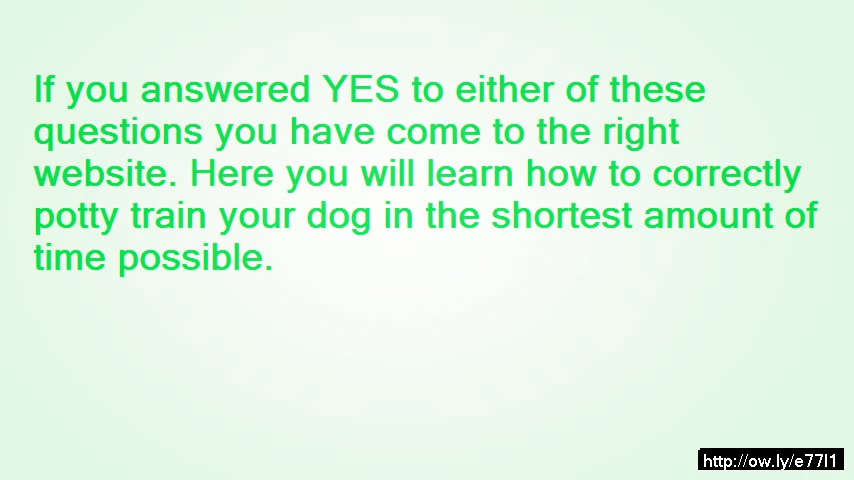 If you answered YES to either of these
questions you have come to the right
website. Here you will learn how to correctly
potty train your dog in the shortest amount of
time possible.
http://ow.ly/e77I1